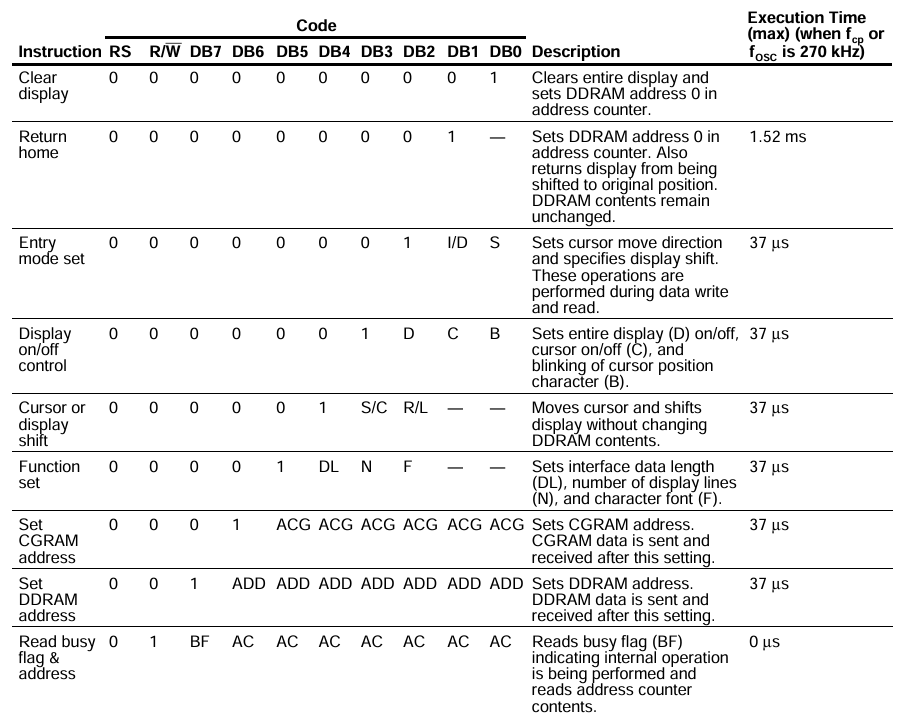 Code
Execution Time
(max) (when fcp or
fOSC is 270 kHz)
Instruction RS R/W̅ DB7 DB6 DB5 DB4 DB3 DB2 DB1 DB0 Description
Clear 0 0 0 0 0 0 0 0 0 1 Clears entire display and
display sets DDRAM address 0 in
address counter.
Return 0 0 0 0 0 0 0 0 1 — Sets DDRAM address 0 in 1.52 ms
home address counter. Also
returns display from being
shifted to original position.
DDRAM contents remain
unchanged.
Entry 0 0 0 0 0 0 0 1 I/D S Sets cursor move direction 37 µs
mode set and specifies display shift.
These operations are
performed during data write
and read.
Display 0 0 0 0 0 0 1 D C B Sets entire display (D) on/off, 37 µs
on/off cursor on/off (C), and
control blinking of cursor position
character (B).
Cursor or 0 0 0 0 0 1 S/C R/L — — Moves cursor and shifts 37 µs
display display without changing
shift DDRAM contents.
Function 0 0 0 0 1 DL N F — — Sets interface data length 37 µs
set (DL), number of display lines
(N), and character font (F).
Set 0 0 0 1 ACG ACG ACG ACG ACG ACG Sets CGRAM address. 37 µs
CGRAM CGRAM data is sent and
address received after this setting.
Set 0 0 1 ADD ADD ADD ADD ADD ADD ADD Sets DDRAM address. 37 µs
DDRAM DDRAM data is sent and
address received after this setting.
Read busy 0 1 BF AC AC AC AC AC AC AC Reads busy flag (BF) 0 µs
flag & indicating internal operation
address is being performed and
reads address counter
contents.